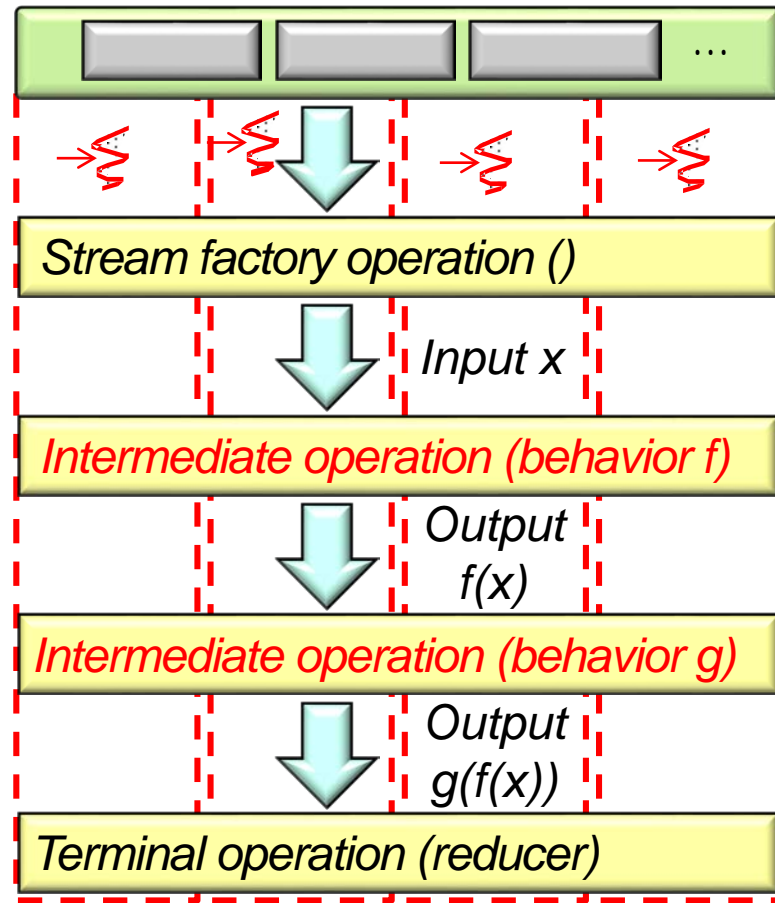 ...
Stream factory operation ()
Input x
Intermediate operation (behavior f)
Output
f(x)
Intermediate operation (behavior g)
Output
g(f(x))
Terminal operation (reducer)